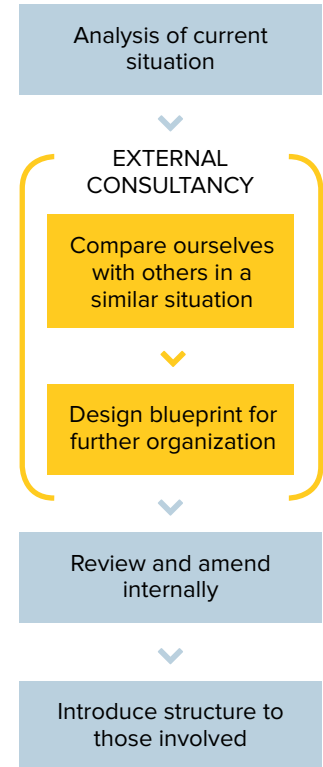 Analysis of current
situation
EXTERNAL
CONSULTANCY
Compare ourselves
with others in a
similar situation
Design blueprint for
further organization
Review and amend
internally
Introduce structure to
those involved